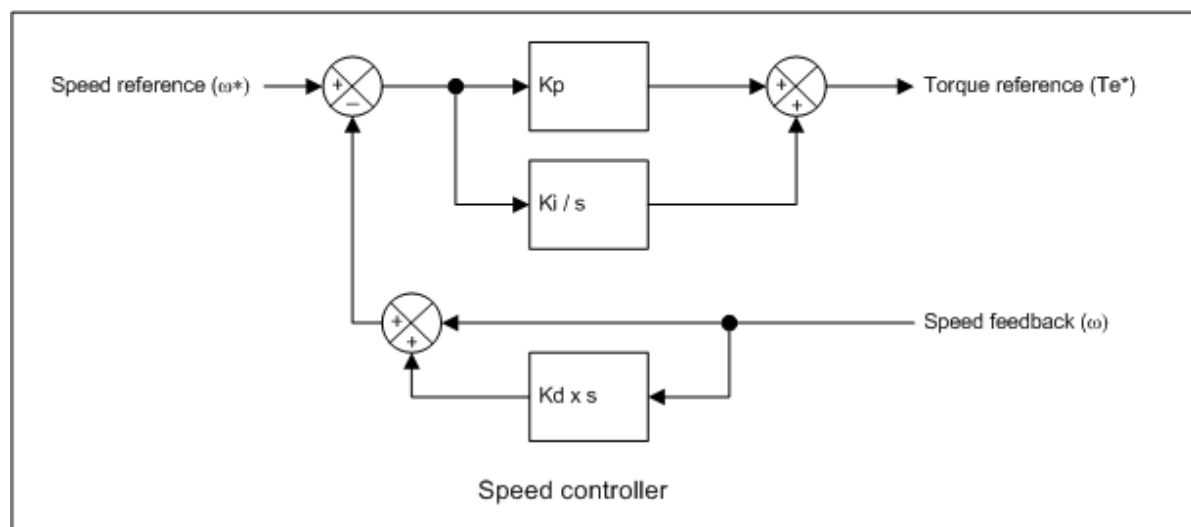 Speed reference (ω*)
+
−
Kp
+
+
Torque reference (Te*)
Ki / s
+
+
Speed feedback (ω)
Kd x s
Speed controller